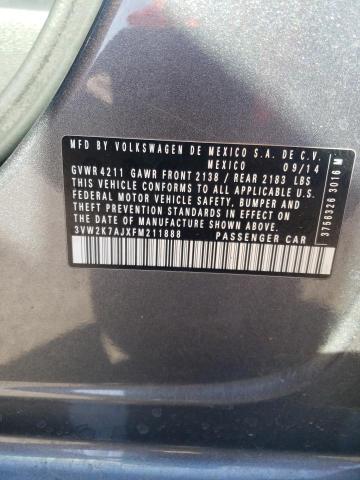 MFD BY VOLKSWAGEN DE MEXICO S.A. DE C.V.
MEXICO 09/14
GVWR 4211 GAWR FRONT 2138 / REAR 2183 LBS
THIS VEHICLE CONFORMS TO ALL APPLICABLE U.S.
FEDERAL MOTOR VEHICLE SAFETY, BUMPER AND
THEFT PREVENTION STANDARDS IN EFFECT ON
THE DATE OF MANUFACTURE SHOWN ABOVE
3VW2K7AJXFM211888 PASSENGER CAR
3756326 3016 M